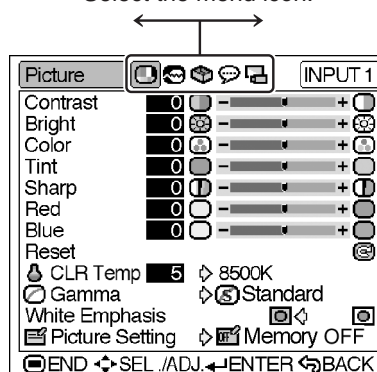 Select the menu icon.
Picture INPUT 1
Contrast 0 - +
Bright 0 - +
Color 0 - +
Tint 0 - +
Sharp 0 - +
Red 0 - +
Blue 0 - +
Reset
CLR Temp 5 8500K
Gamma S Standard
White Emphasis
Picture Setting OFF Memory OFF
END SEL./ADJ. ENTER BACK